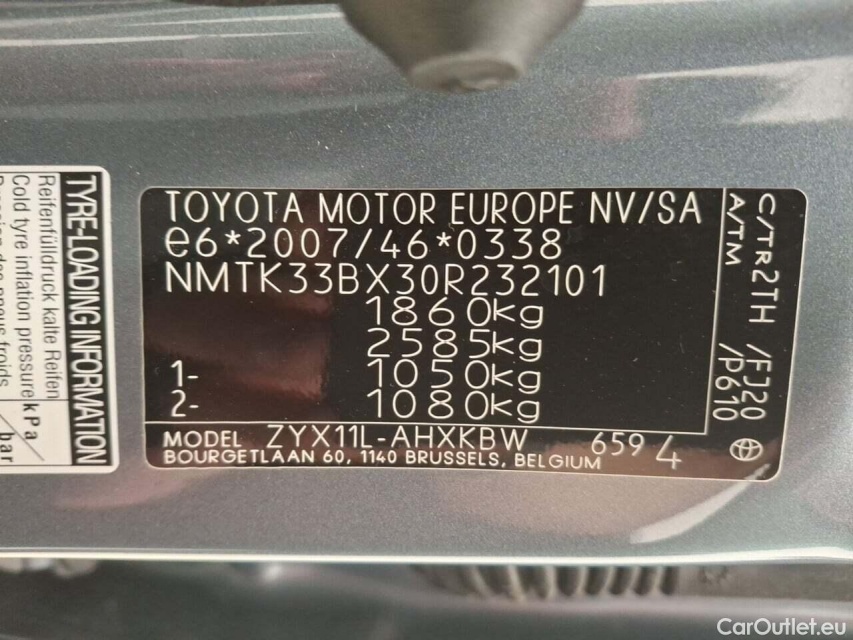 TYRE-LOADING INFORMATION
Reifenfülldruck kalte Reifen
Cold tyre inflation pressure
kPa
bar
TOYOTA MOTOR EUROPE NV/SA
e6*2007/46*0338
NMTK33BX30R232101
1860kg
2585kg
1- 1050kg
2- 1080kg
MODEL ZYX11L-AHXKBW 659 4
BOURGETLAAN 60, 1140 BRUSSELS, BELGIUM
C/TR2TH /FJ20
A/TM /P610
CarOutlet.eu